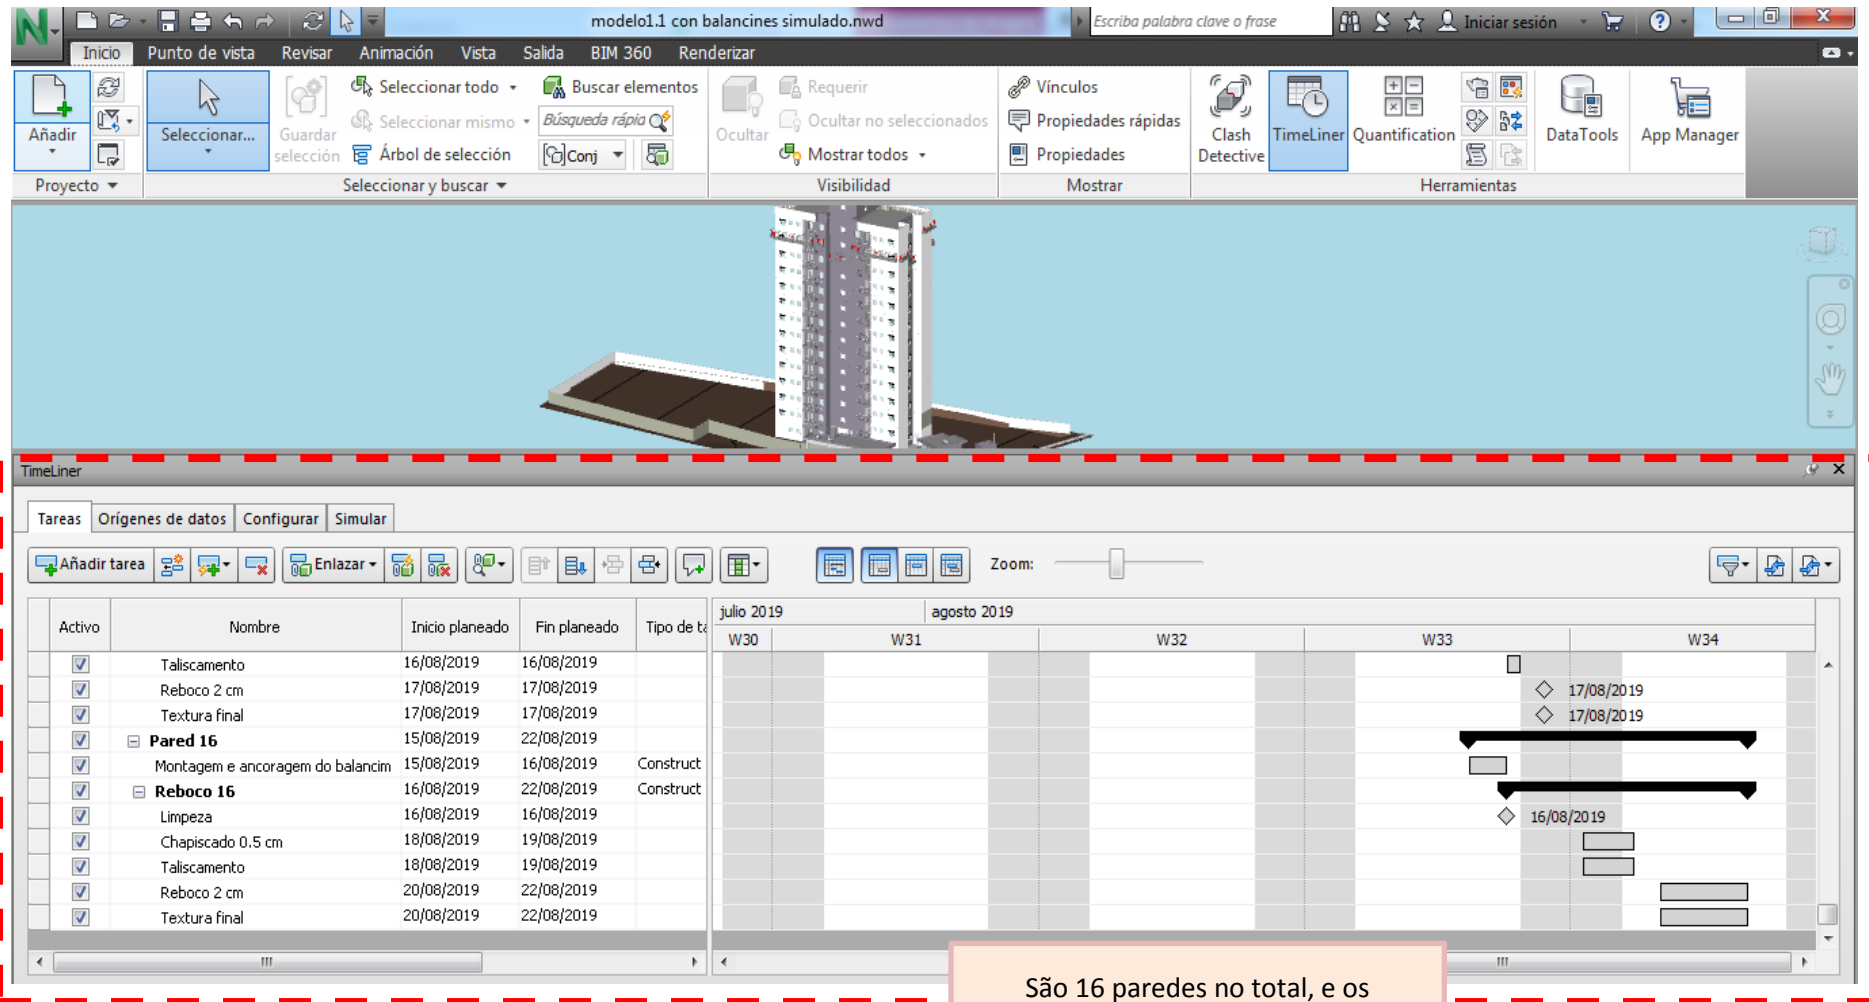 modelo1.1 con balancines simulado.nwd
Escriba palabra clave o frase
Iniciar sesión
Inicio Punto de vista Revisar Animación Vista Salida BIM 360 Renderizar
Añadir
Seleccionar...
Guardar selección
Seleccionar todo
Seleccionar mismo
Árbol de selección
Buscar elementos
Búsqueda rápia
Conj
Ocultar
Requerir
Ocultar no seleccionados
Mostrar todos
Vínculos
Propiedades rápidas
Propiedades
Clash Detective
TimeLiner
Quantification
DataTools
App Manager
Proyecto Seleccionar y buscar Visibilidad Mostrar Herramientas
TimeLiner
Tareas Orígenes de datos Configurar Simular
Añadir tarea Enlazar Zoom:
Activo Nombre Inicio planeado Fin planeado Tipo de ta
julio 2019 agosto 2019
W30 W31 W32 W33 W34
Taliscamento 16/08/2019 16/08/2019
Reboco 2 cm 17/08/2019 17/08/2019 17/08/2019
Textura final 17/08/2019 17/08/2019 17/08/2019
Pared 16 15/08/2019 22/08/2019
Montagem e ancoragem do balancim 15/08/2019 16/08/2019 Construct
Reboco 16 16/08/2019 22/08/2019 Construct
Limpeza 16/08/2019 16/08/2019 16/08/2019
Chapiscado 0.5 cm 18/08/2019 19/08/2019
Taliscamento 18/08/2019 19/08/2019
Reboco 2 cm 20/08/2019 22/08/2019
Textura final 20/08/2019 22/08/2019
São 16 paredes no total, e os